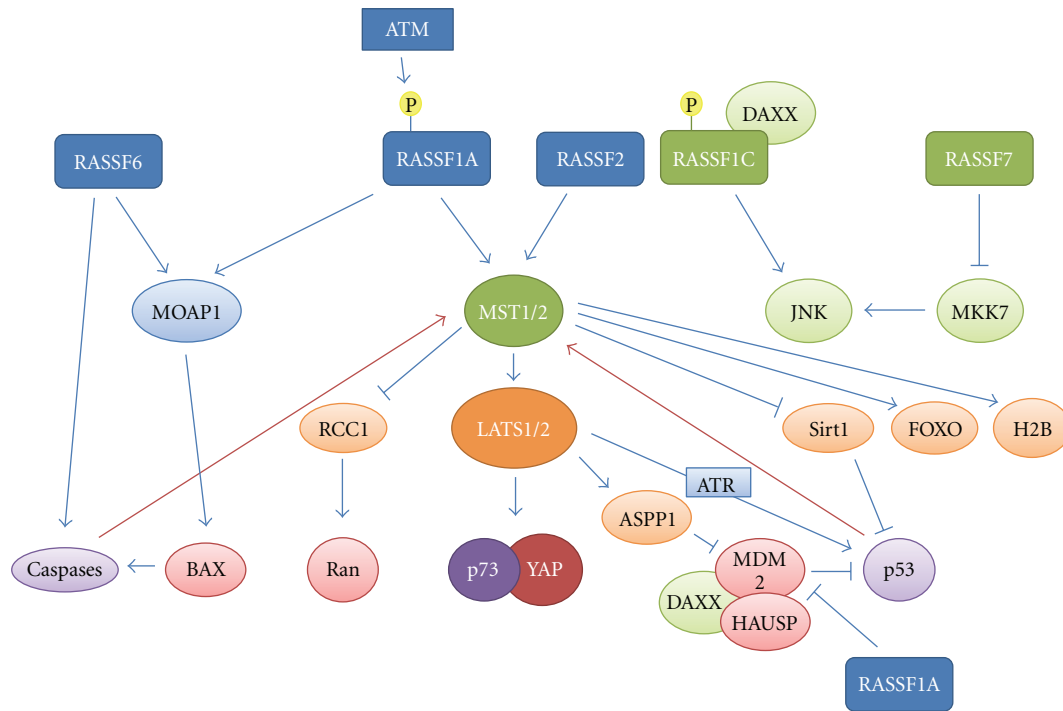 ATM
P
P
DAXX
RASSF6
RASSF1A
RASSF2
RASSF1C
RASSF7
MOAP1
MST1/2
JNK
MKK7
RCC1
LATS1/2
Sirt1
FOXO
H2B
ATR
ASPP1
Caspases
BAX
Ran
p73
YAP
MDM
2
p53
DAXX
HAUSP
RASSF1A